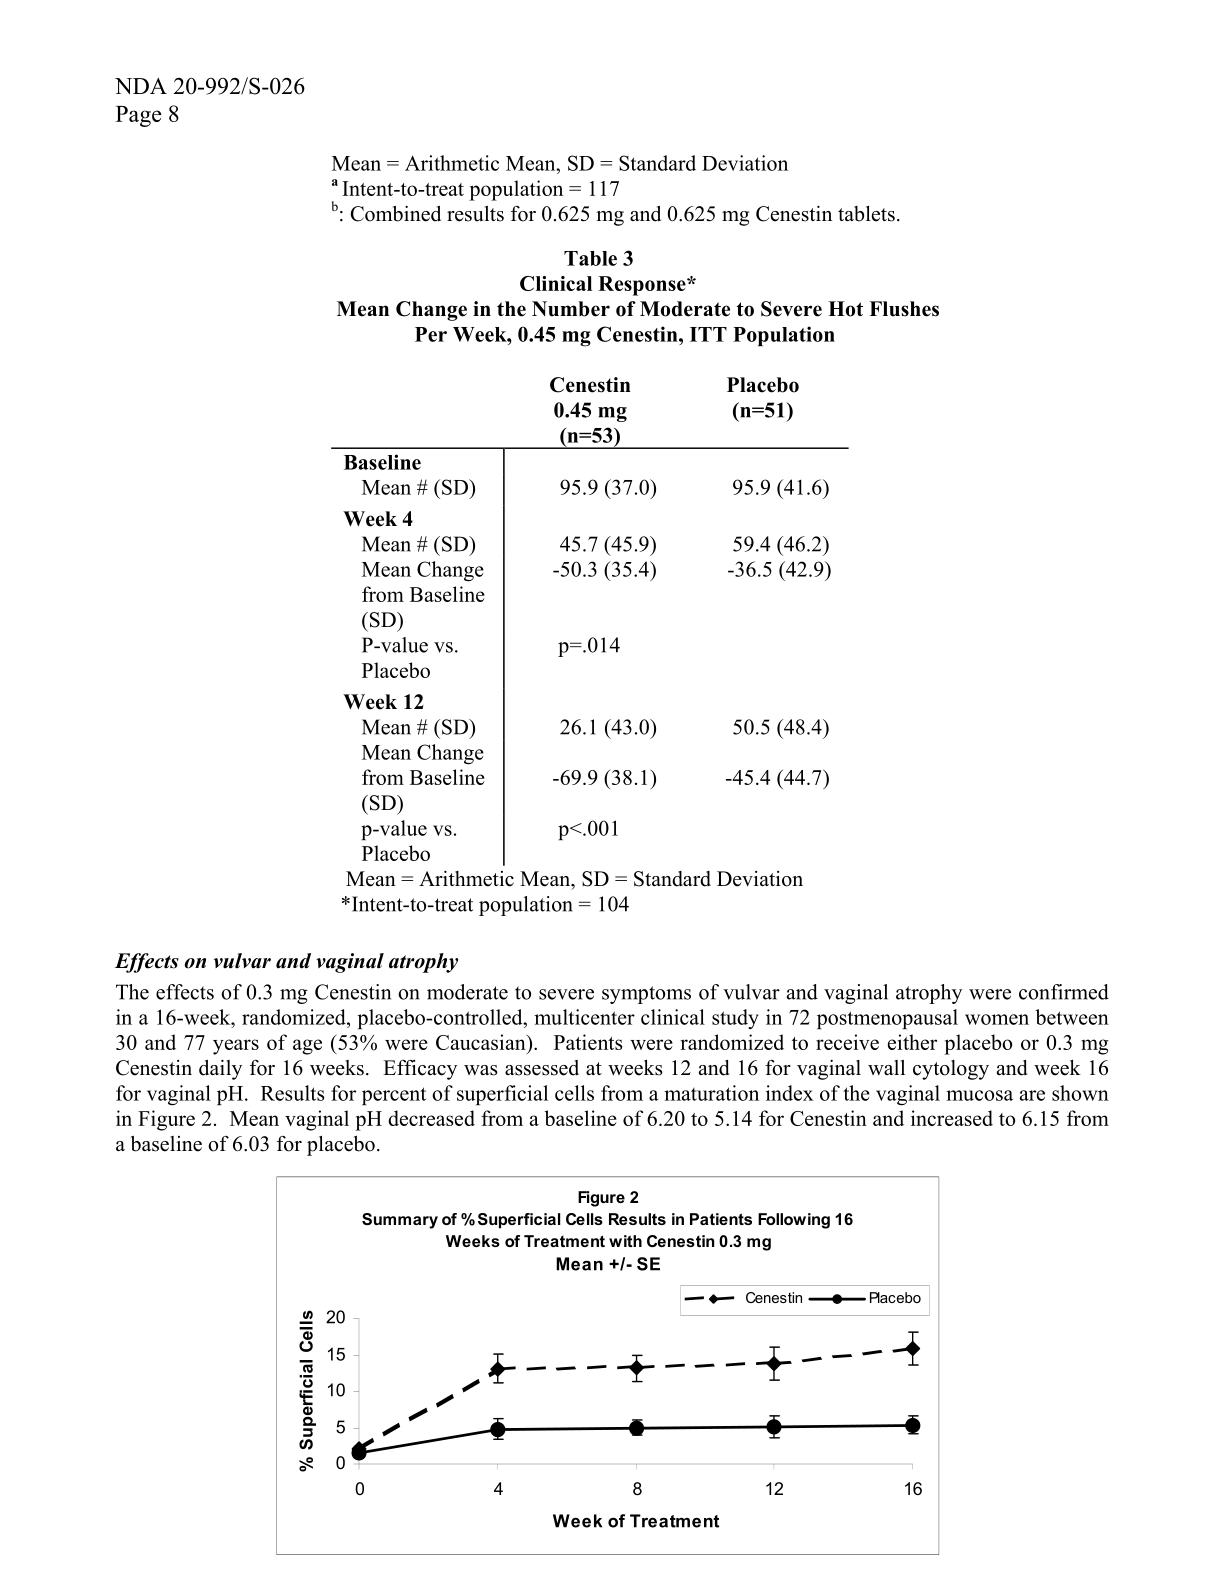 NDA 20-992/S-026
Page 8
Mean = Arithmetic Mean, SD = Standard Deviation
a Intent-to-treat population = 117
b: Combined results for 0.625 mg and 0.625 mg Cenestin tablets.
Table 3
Clinical Response*
Mean Change in the Number of Moderate to Severe Hot Flushes
Per Week, 0.45 mg Cenestin, ITT Population
Cenestin Placebo
0.45 mg (n=51)
(n=53)
Baseline
Mean # (SD) 95.9 (37.0) 95.9 (41.6)
Week 4
Mean # (SD) 45.7 (45.9) 59.4 (46.2)
Mean Change -50.3 (35.4) -36.5 (42.9)
from Baseline
(SD)
P-value vs. p=.014
Placebo
Week 12
Mean # (SD) 26.1 (43.0) 50.5 (48.4)
Mean Change
from Baseline -69.9 (38.1) -45.4 (44.7)
(SD)
p-value vs. p<.001
Placebo
Mean = Arithmetic Mean, SD = Standard Deviation
*Intent-to-treat population = 104
Effects on vulvar and vaginal atrophy
The effects of 0.3 mg Cenestin on moderate to severe symptoms of vulvar and vaginal atrophy were confirmed
in a 16-week, randomized, placebo-controlled, multicenter clinical study in 72 postmenopausal women between
30 and 77 years of age (53% were Caucasian). Patients were randomized to receive either placebo or 0.3 mg
Cenestin daily for 16 weeks. Efficacy was assessed at weeks 12 and 16 for vaginal wall cytology and week 16
for vaginal pH. Results for percent of superficial cells from a maturation index of the vaginal mucosa are shown
in Figure 2. Mean vaginal pH decreased from a baseline of 6.20 to 5.14 for Cenestin and increased to 6.15 from
a baseline of 6.03 for placebo.
Figure 2
Summary of % Superficial Cells Results in Patients Following 16
Weeks of Treatment with Cenestin 0.3 mg
Mean +/- SE
Cenestin Placebo
% Superficial Cells
20
15
10
5
0
0 4 8 12 16
Week of Treatment